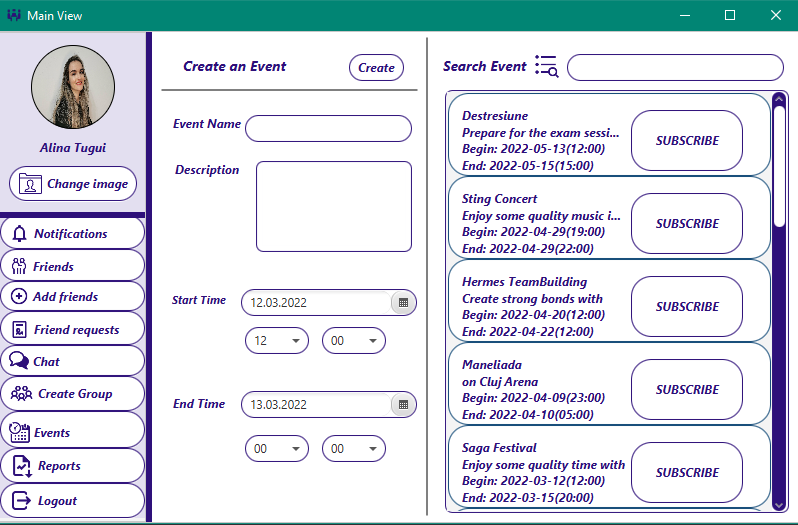 Main View
Alina Tugui
Change image
Notifications
Friends
Add friends
Friend requests
Chat
Create Group
Events
Reports
Logout
Create an Event
Create
Event Name
Description
Start Time
12.03.2022
12
00
End Time
13.03.2022
00
00
Search Event
Destresiune
Prepare for the exam sessi...
Begin: 2022-05-13(12:00)
End: 2022-05-15(15:00)
SUBSCRIBE
Sting Concert
Enjoy some quality music i...
Begin: 2022-04-29(19:00)
End: 2022-04-29(22:00)
SUBSCRIBE
Hermes TeamBuilding
Create strong bonds with
Begin: 2022-04-20(12:00)
End: 2022-04-22(12:00)
SUBSCRIBE
Maneliada
on Cluj Arena
Begin: 2022-04-09(23:00)
End: 2022-04-10(05:00)
SUBSCRIBE
Saga Festival
Enjoy some quality time with
Begin: 2022-03-12(12:00)
End: 2022-03-15(20:00)
SUBSCRIBE